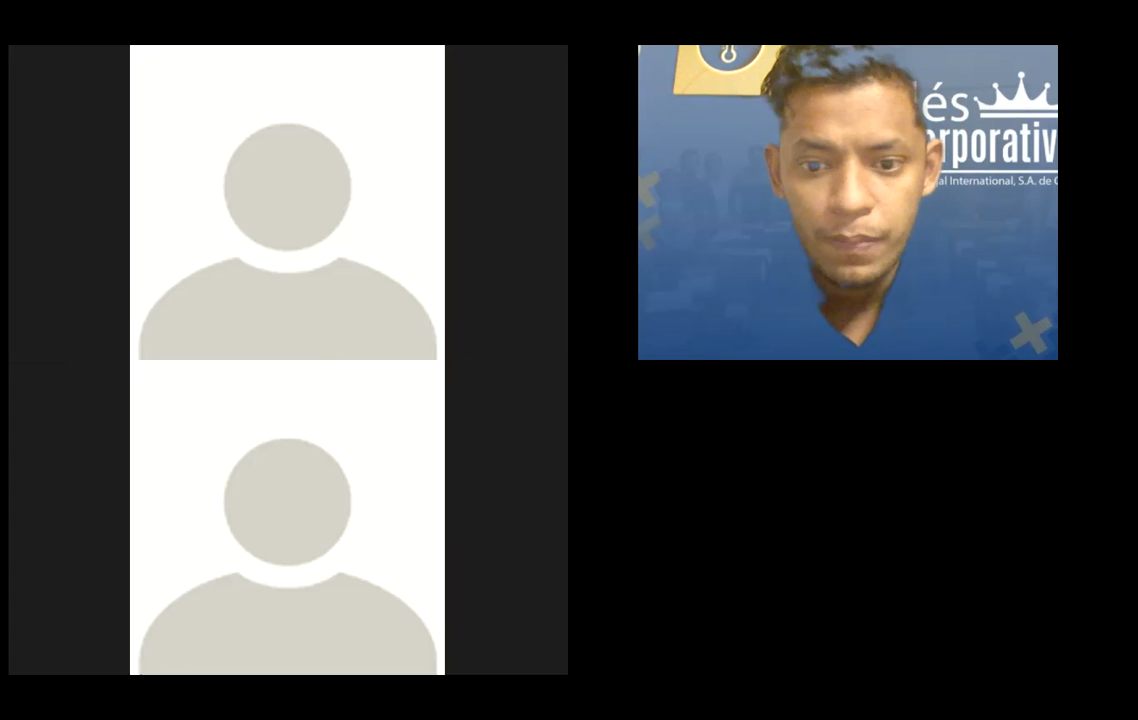 és
rporativ
al International, S.A. de C